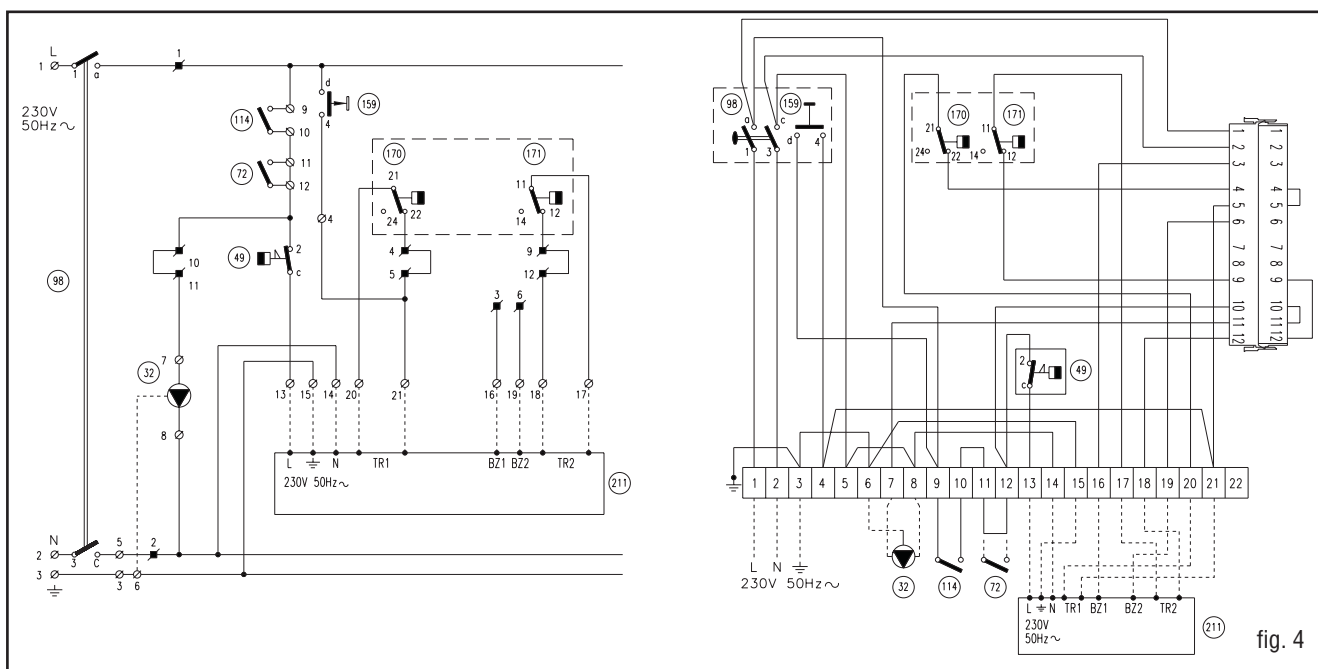 L
1 1 a 1
230V
50Hz~
114 9 d 159
10 4
72 11 170 171
12 21 11
4 24 22 14 12
98 49 2 4 9
10 c 5 12
11 3 6
7
32 13 15 14 20 21 16 19 18 17
8
L N TR1 BZ1 BZ2 TR2
230V 50Hz~ 211
N
2 3 C 5 2
3 3 6
98 159 170 171
a c 21 11
d
1 3 4 24 22 14 12
1 1
2 2
3 3
4 4
5 5
6 6
7 7
8 8
9 9
10 10
11 11
12 12
2
c 49
1 2 3 4 5 6 7 8 9 10 11 12 13 14 15 16 17 18 19 20 21 22
L N
230V 50Hz~
32 114 72
L N TR1 BZ1 BZ2 TR2
230V
50Hz~
211
fig. 4